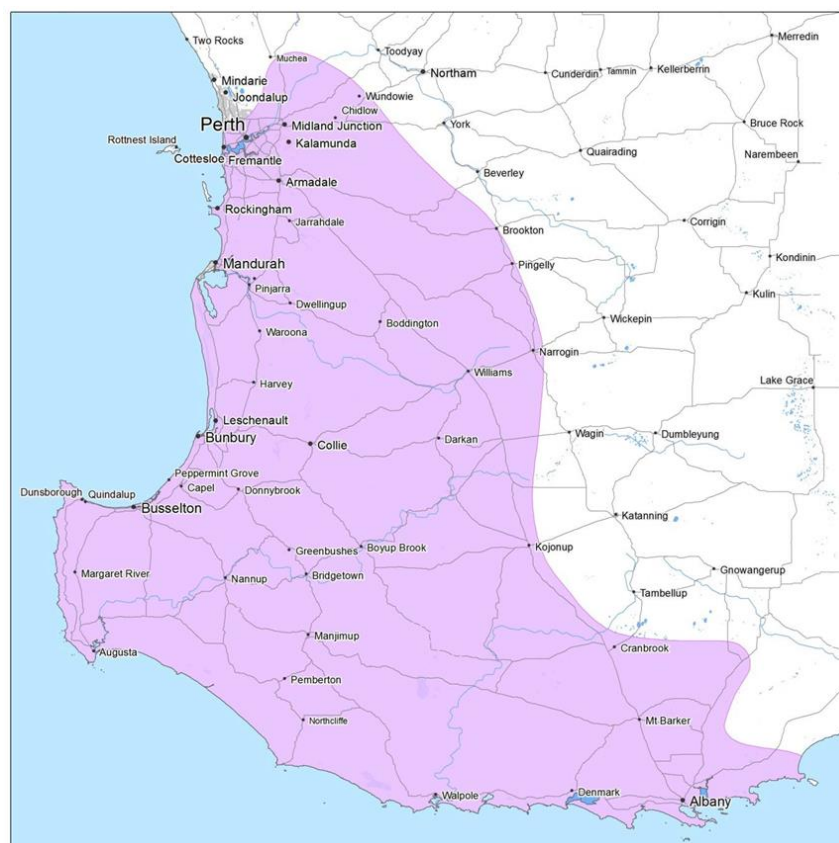 Two Rocks
Muchea
Toodyay
Merredin
Mindarie
Northam
Cunderdin
Tammin
Kellerberrin
Joondalup
Wundowie
Chidlow
Perth
Midland Junction
York
Bruce Rock
Rottnest Island
Kalamunda
Cottesloe
Fremantle
Quairading
Narembeen
Armadale
Beverley
Rockingham
Jarrahdale
Brookton
Corrigin
Mandurah
Pingelly
Kondinin
Pinjarra
Dwellingup
Kulin
Boddington
Wickepin
Waroona
Narrogin
Williams
Harvey
Lake Grace
Leschenault
Bunbury
Collie
Darkan
Wagin
Dumbleyung
Peppermint Grove
Dunsborough
Quindalup
Capel
Donnybrook
Busselton
Katanning
Greenbushes
Boyup Brook
Kojonup
Margaret River
Nannup
Bridgetown
Gnowangerup
Tambellup
Manjimup
Cranbrook
Augusta
Pemberton
Northcliffe
Mt Barker
Walpole
Denmark
Albany